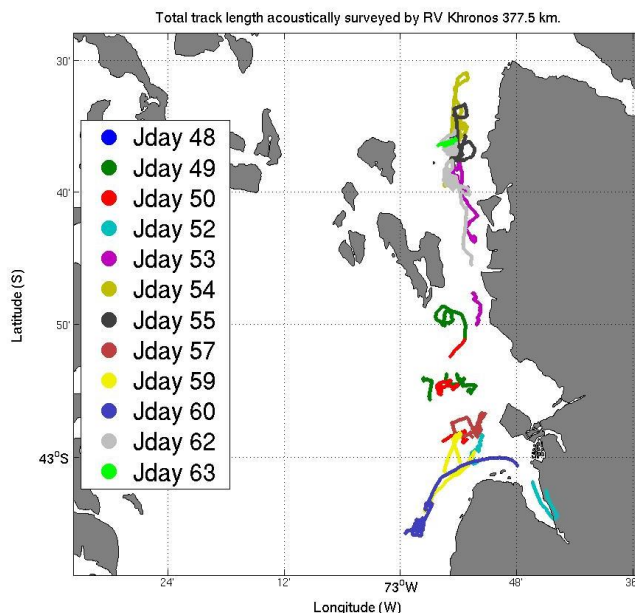 Total track length acoustically surveyed by RV Khronos 377.5 km.
30'
40'
50'
43°S
Latitude (S)
Jday 48
Jday 49
Jday 50
Jday 52
Jday 53
Jday 54
Jday 55
Jday 57
Jday 59
Jday 60
Jday 62
Jday 63
24'
12'
73°W
48'
36
Longitude (W)